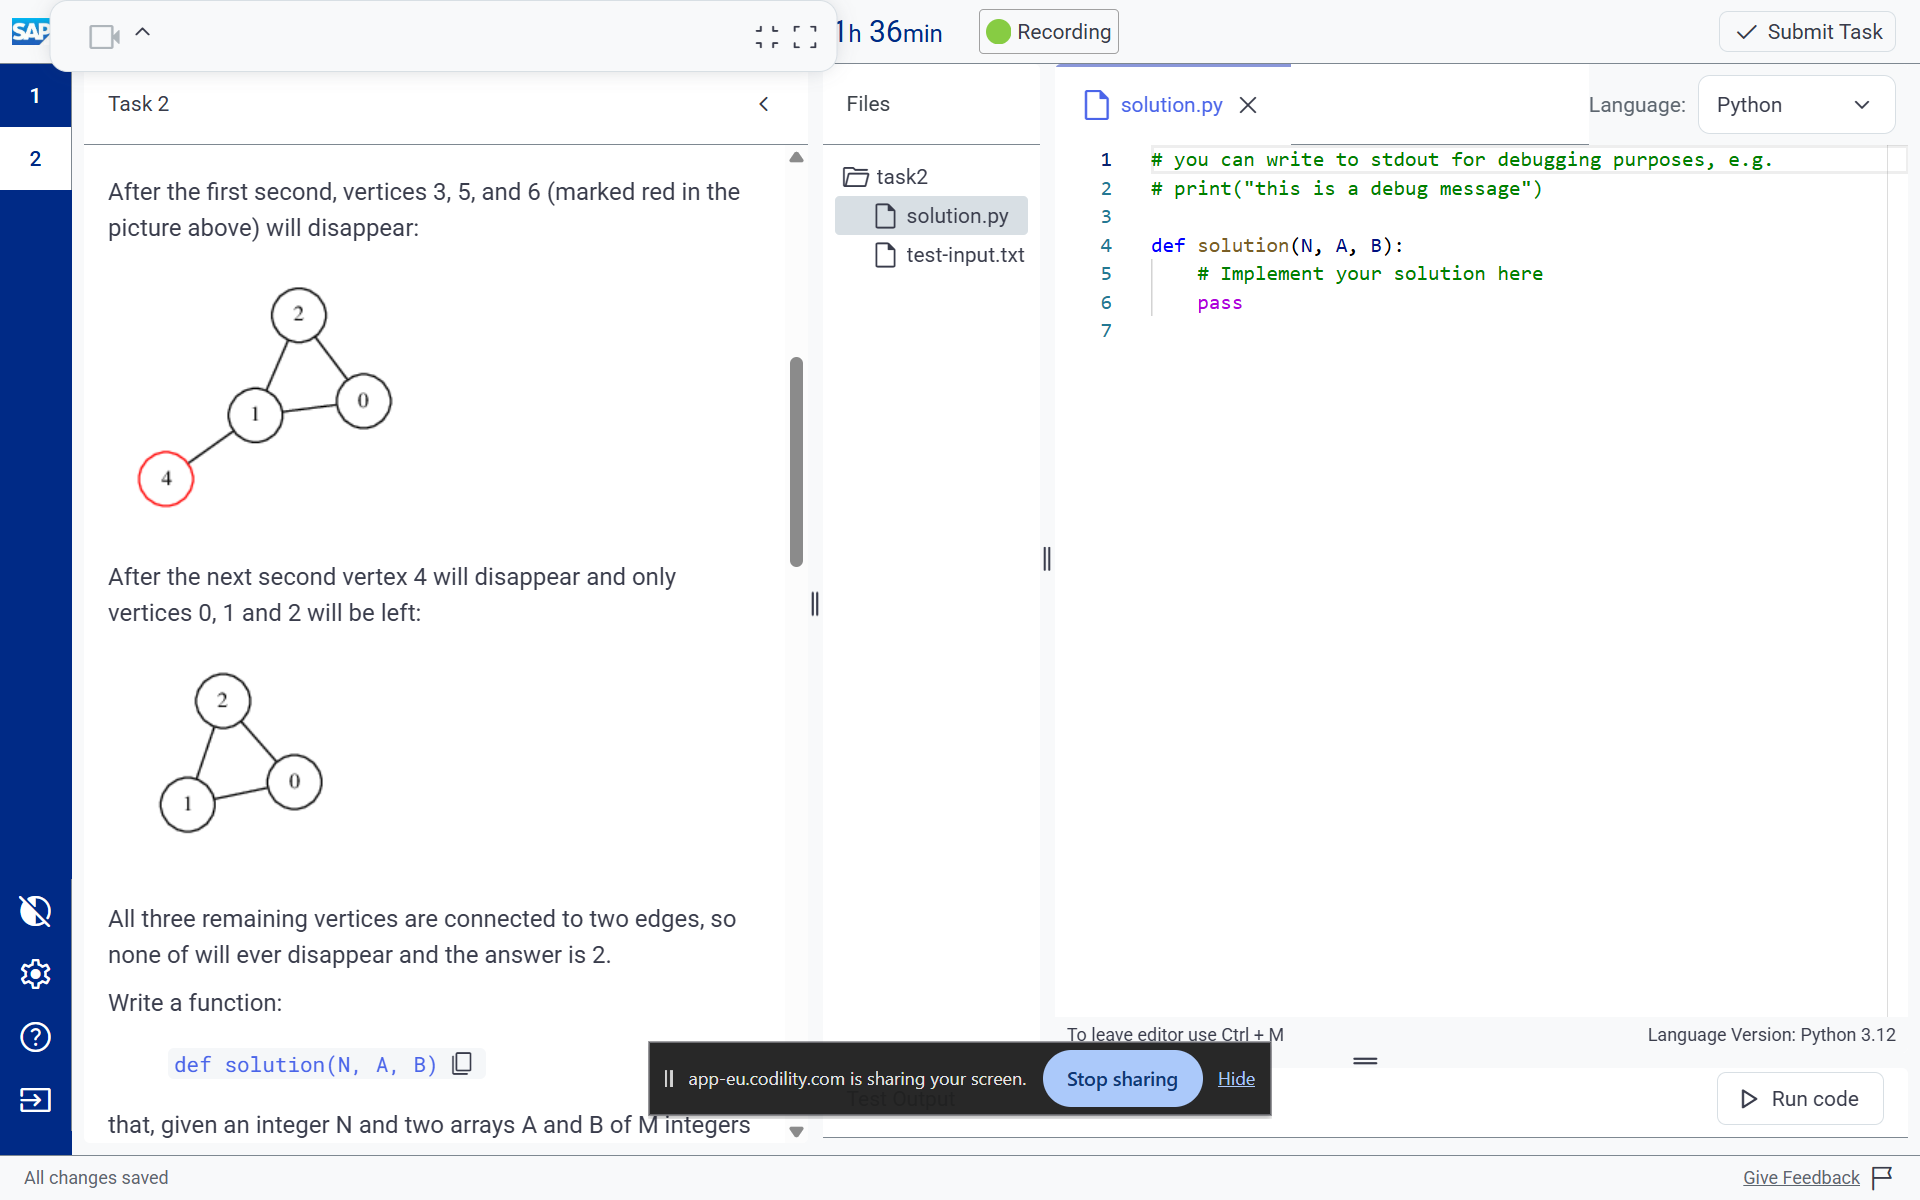 SAP
1h 36min
Recording
Submit Task
1
2
Task 2
After the first second, vertices 3, 5, and 6 (marked red in the
picture above) will disappear:
2
1
0
4
After the next second vertex 4 will disappear and only
vertices 0, 1 and 2 will be left:
2
0
1
All three remaining vertices are connected to two edges, so
none of will ever disappear and the answer is 2.
Write a function:
def solution(N, A, B)
that, given an integer N and two arrays A and B of M integers
Files
task2
solution.py
test-input.txt
solution.py
Language:
Python
1 # you can write to stdout for debugging purposes, e.g.
2 # print("this is a debug message")
3
4 def solution(N, A, B):
5 # Implement your solution here
6 pass
7
To leave editor use Ctrl + M
Language Version: Python 3.12
app-eu.codility.com is sharing your screen.
Stop sharing
Hide
Test Output
Run code
All changes saved
Give Feedback